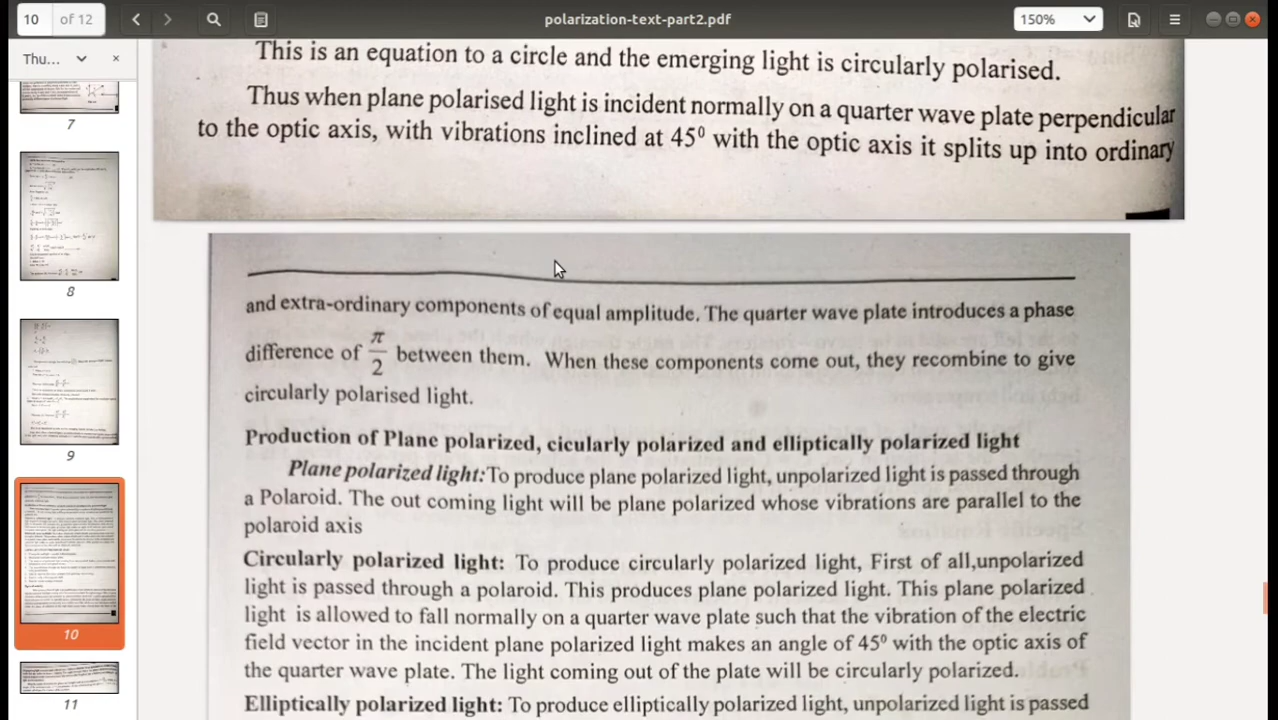 10 of 12
polarization-text-part2.pdf
150%
Thu...
7
8
9
10
11
This is an equation to a circle and the emerging light is circularly polarised.
Thus when plane polarised light is incident normally on a quarter wave plate perpendicular
to the optic axis, with vibrations inclined at 45⁰ with the optic axis it splits up into ordinary
and extra-ordinary components of equal amplitude. The quarter wave plate introduces a phase
difference of π/2 between them. When these components come out, they recombine to give
circularly polarised light.
Production of Plane polarized, cicularly polarized and elliptically polarized light
Plane polarized light:To produce plane polarized light, unpolarized light is passed through
a Polaroid. The out coming light will be plane polarized whose vibrations are parallel to the
polaroid axis
Circularly polarized light: To produce circularly polarized light, First of all,unpolarized
light is passed through a polaroid. This produces plane polarized light. This plane polarized
light is allowed to fall normally on a quarter wave plate such that the vibration of the electric
field vector in the incident plane polarized light makes an angle of 45⁰ with the optic axis of
the quarter wave plate. The light coming out of the plate will be circularly polarized.
Elliptically polarized light: To produce elliptically polarized light, unpolarized light is passed